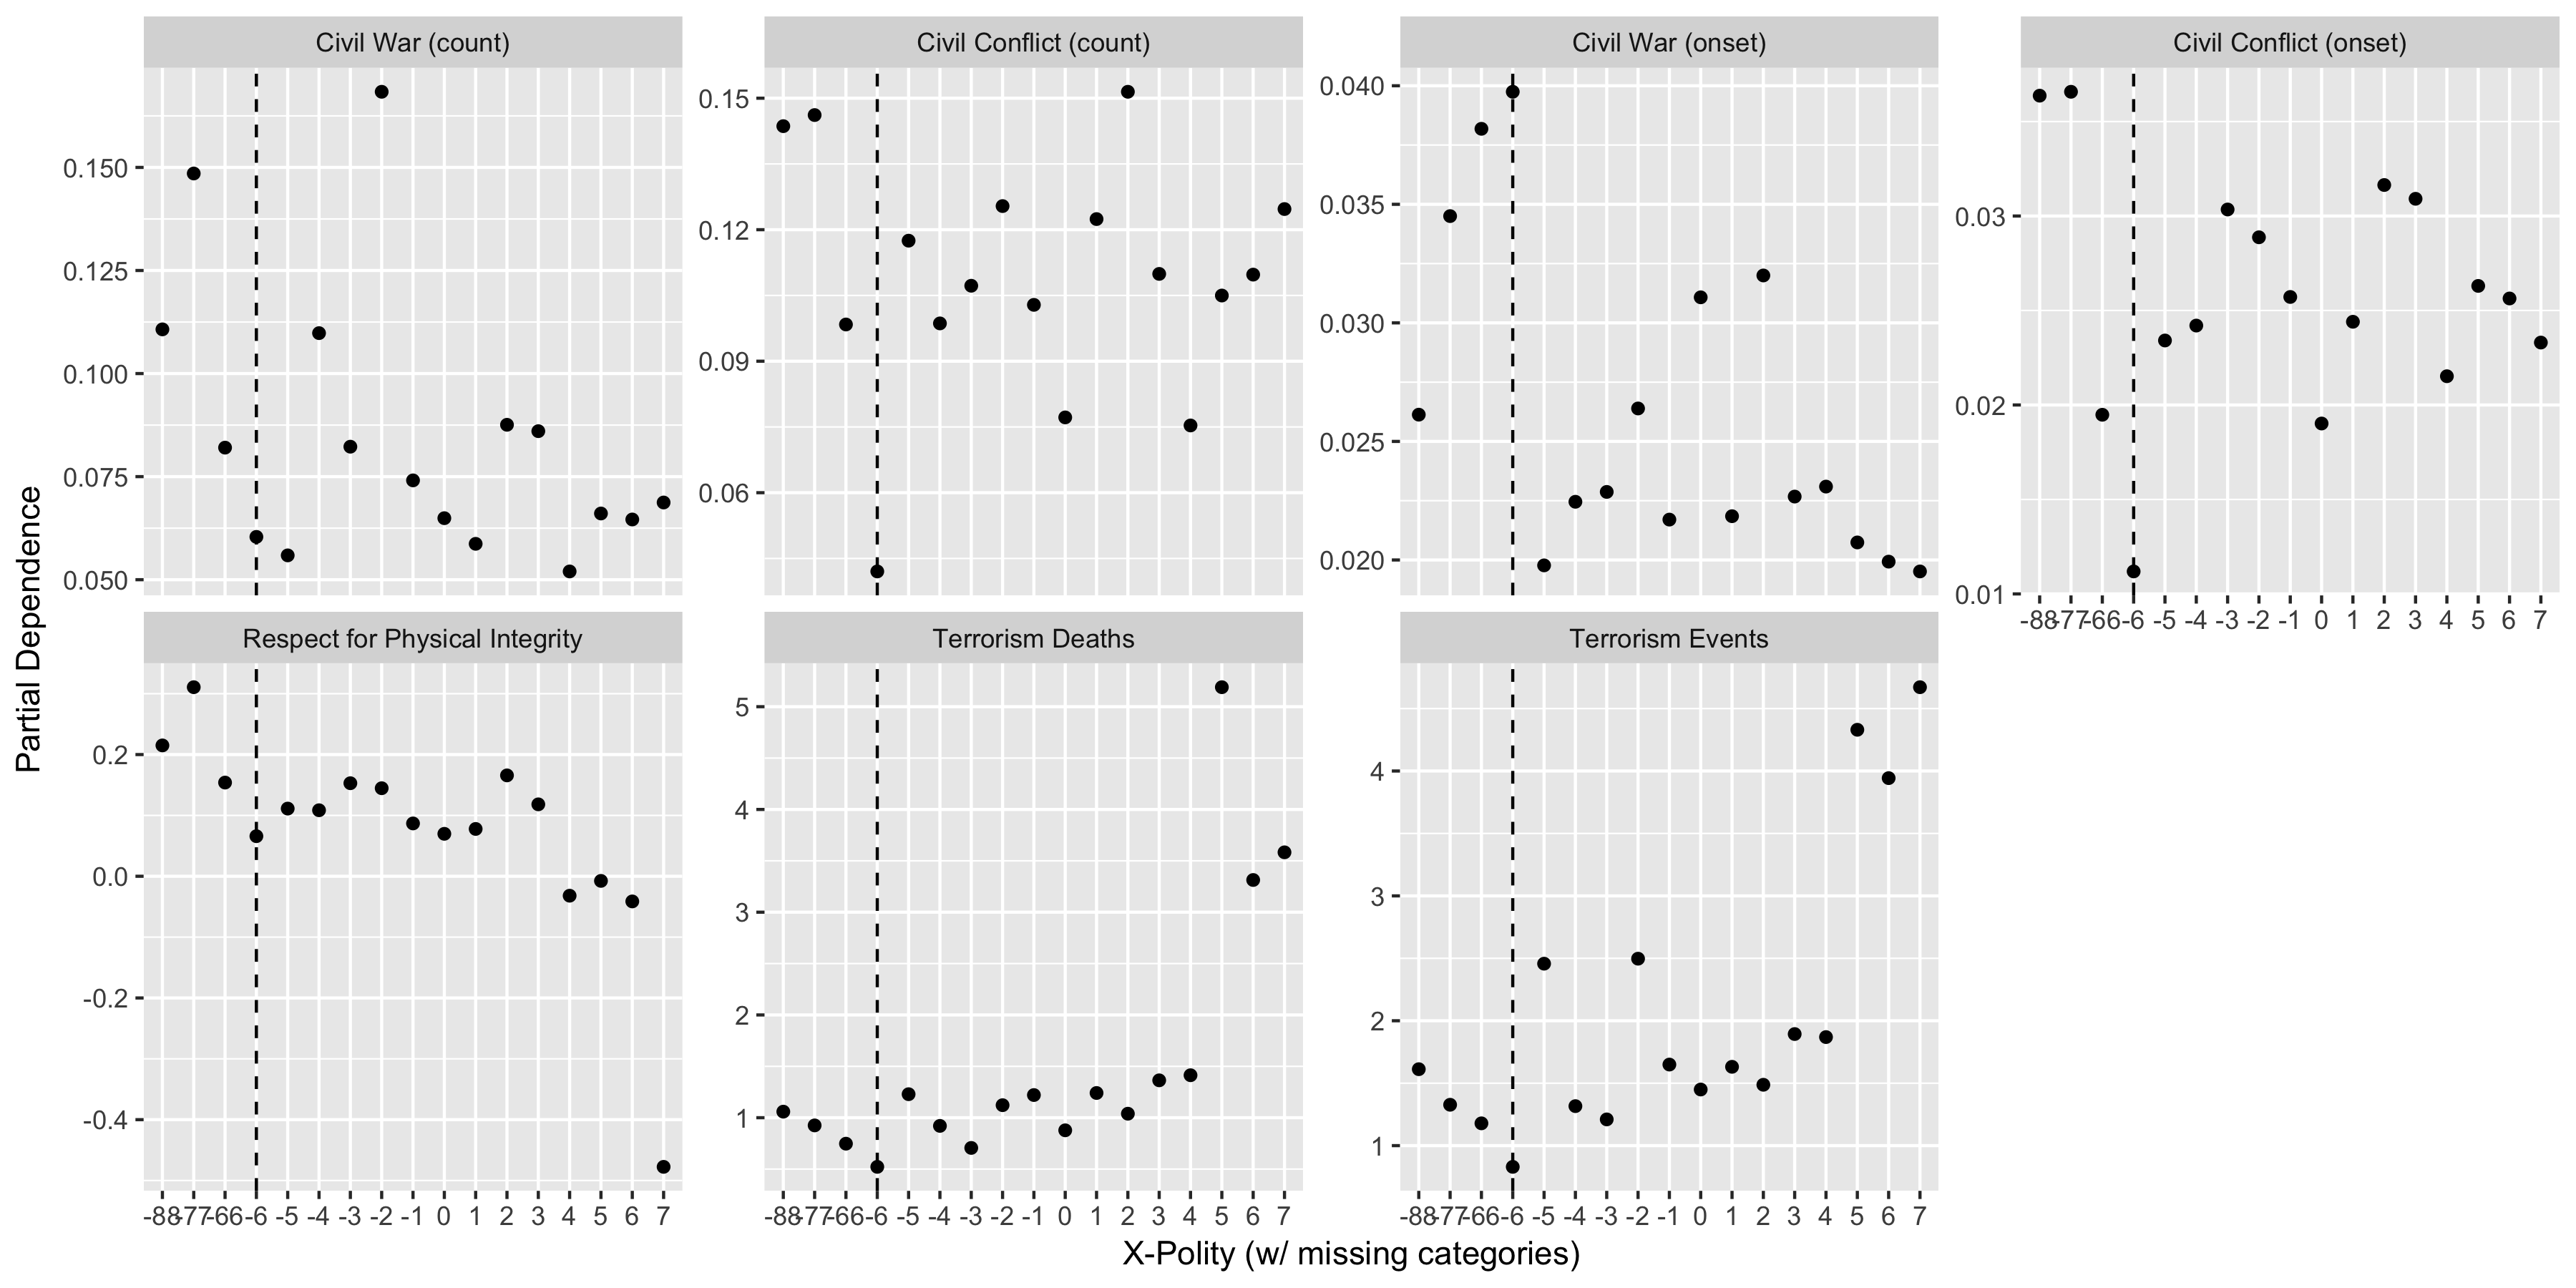 Civil War (count)
Civil Conflict (count)
Civil War (onset)
Civil Conflict (onset)
0.150
0.125
0.100
0.075
0.050
0.15
0.12
0.09
0.06
0.040
0.035
0.030
0.025
0.020
0.03
0.02
0.01
-88 -77 -66 -6 -5 -4 -3 -2 -1 0 1 2 3 4 5 6 7
Respect for Physical Integrity
Terrorism Deaths
Terrorism Events
0.2
0.0
-0.2
-0.4
5
4
3
2
1
4
3
2
1
-88 -77 -66 -6 -5 -4 -3 -2 -1 0 1 2 3 4 5 6 7
-88 -77 -66 -6 -5 -4 -3 -2 -1 0 1 2 3 4 5 6 7
-88 -77 -66 -6 -5 -4 -3 -2 -1 0 1 2 3 4 5 6 7
Partial Dependence
X-Polity (w/ missing categories)